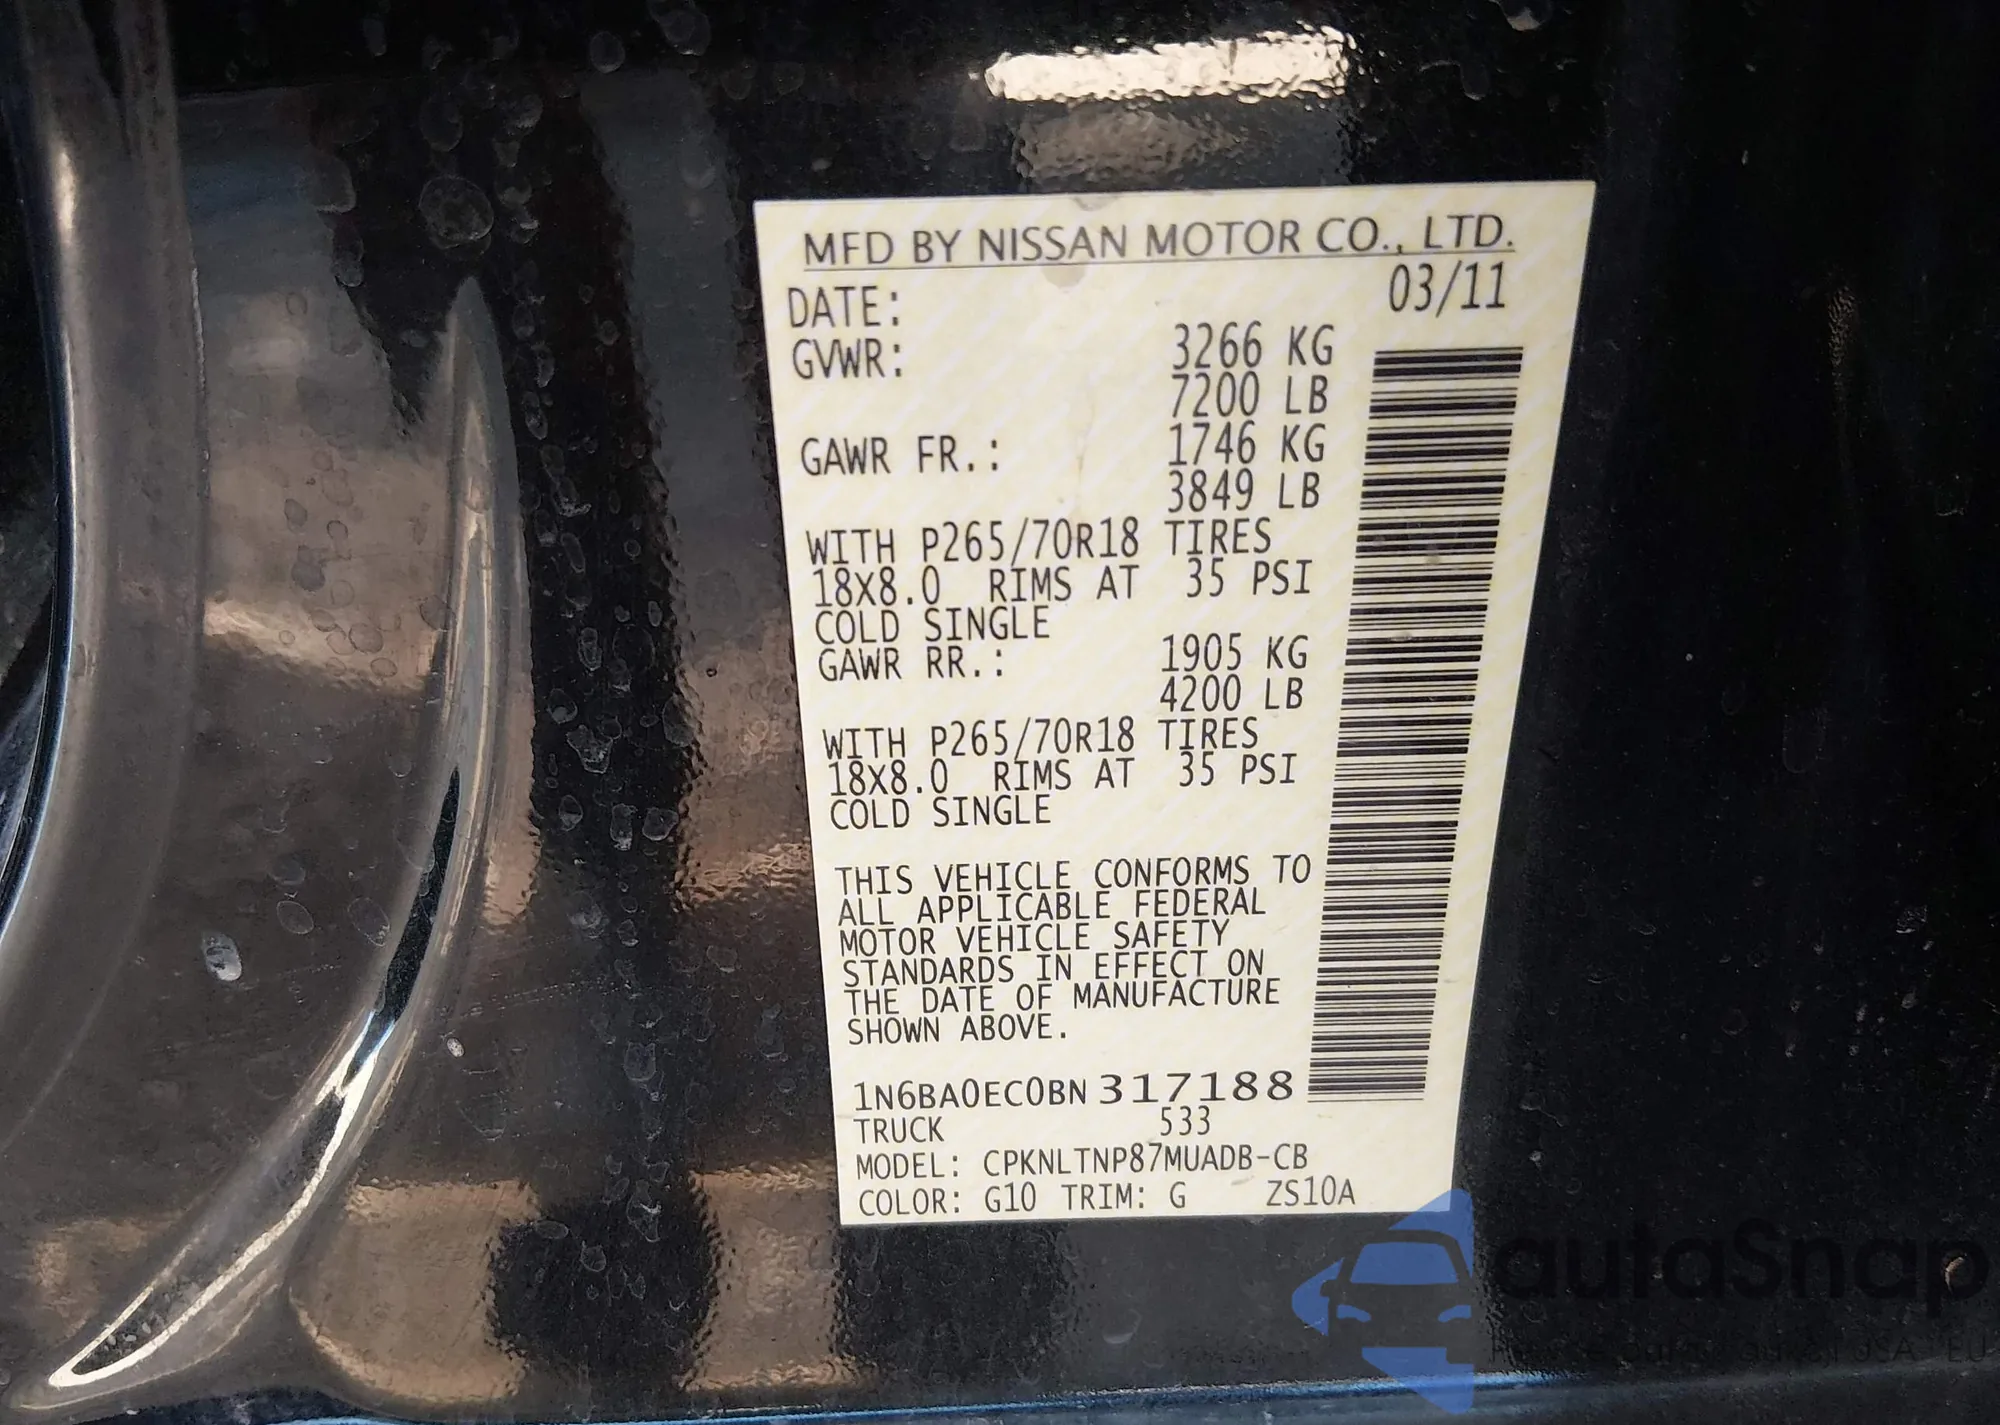 MFD BY NISSAN MOTOR CO., LTD.
DATE: 03/11
GVWR: 3266 KG
7200 LB
GAWR FR.: 1746 KG
3849 LB
WITH P265/70R18 TIRES
18X8.0 RIMS AT 35 PSI
COLD SINGLE
GAWR RR.: 1905 KG
4200 LB
WITH P265/70R18 TIRES
18X8.0 RIMS AT 35 PSI
COLD SINGLE
THIS VEHICLE CONFORMS TO
ALL APPLICABLE FEDERAL
MOTOR VEHICLE SAFETY
STANDARDS IN EFFECT ON
THE DATE OF MANUFACTURE
SHOWN ABOVE.
1N6BA0EC0BN317188
TRUCK 533
MODEL: CPKNLTNP87MUADB-CB
COLOR: G10 TRIM: G ZS10A
autoSnap
USA EU